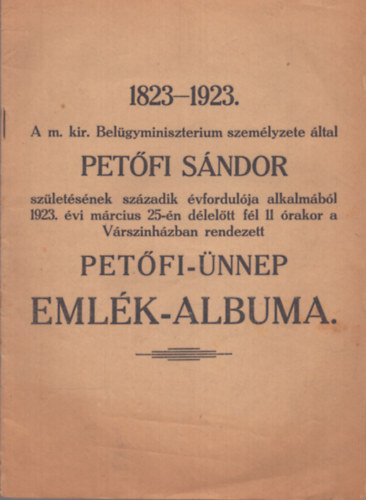 1823–1923.
A m. kir. Belügyminiszterium személyzete által
PETŐFI SÁNDOR
születésének századik évfordulója alkalmából
1923. évi március 25-én délelőtt fél 11 órakor a
Várszinházban rendezett
PETŐFI-ÜNNEP
EMLÉK-ALBUMA.